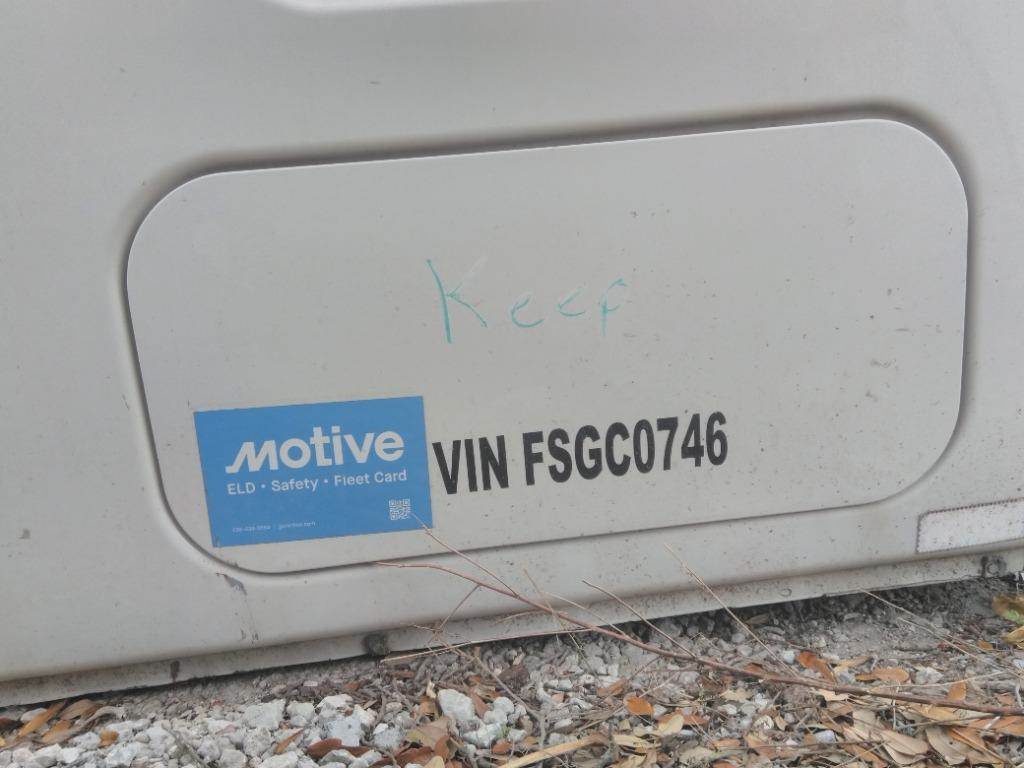 Keep
motive
ELD • Safety • Fleet Card
VIN FSGC0746